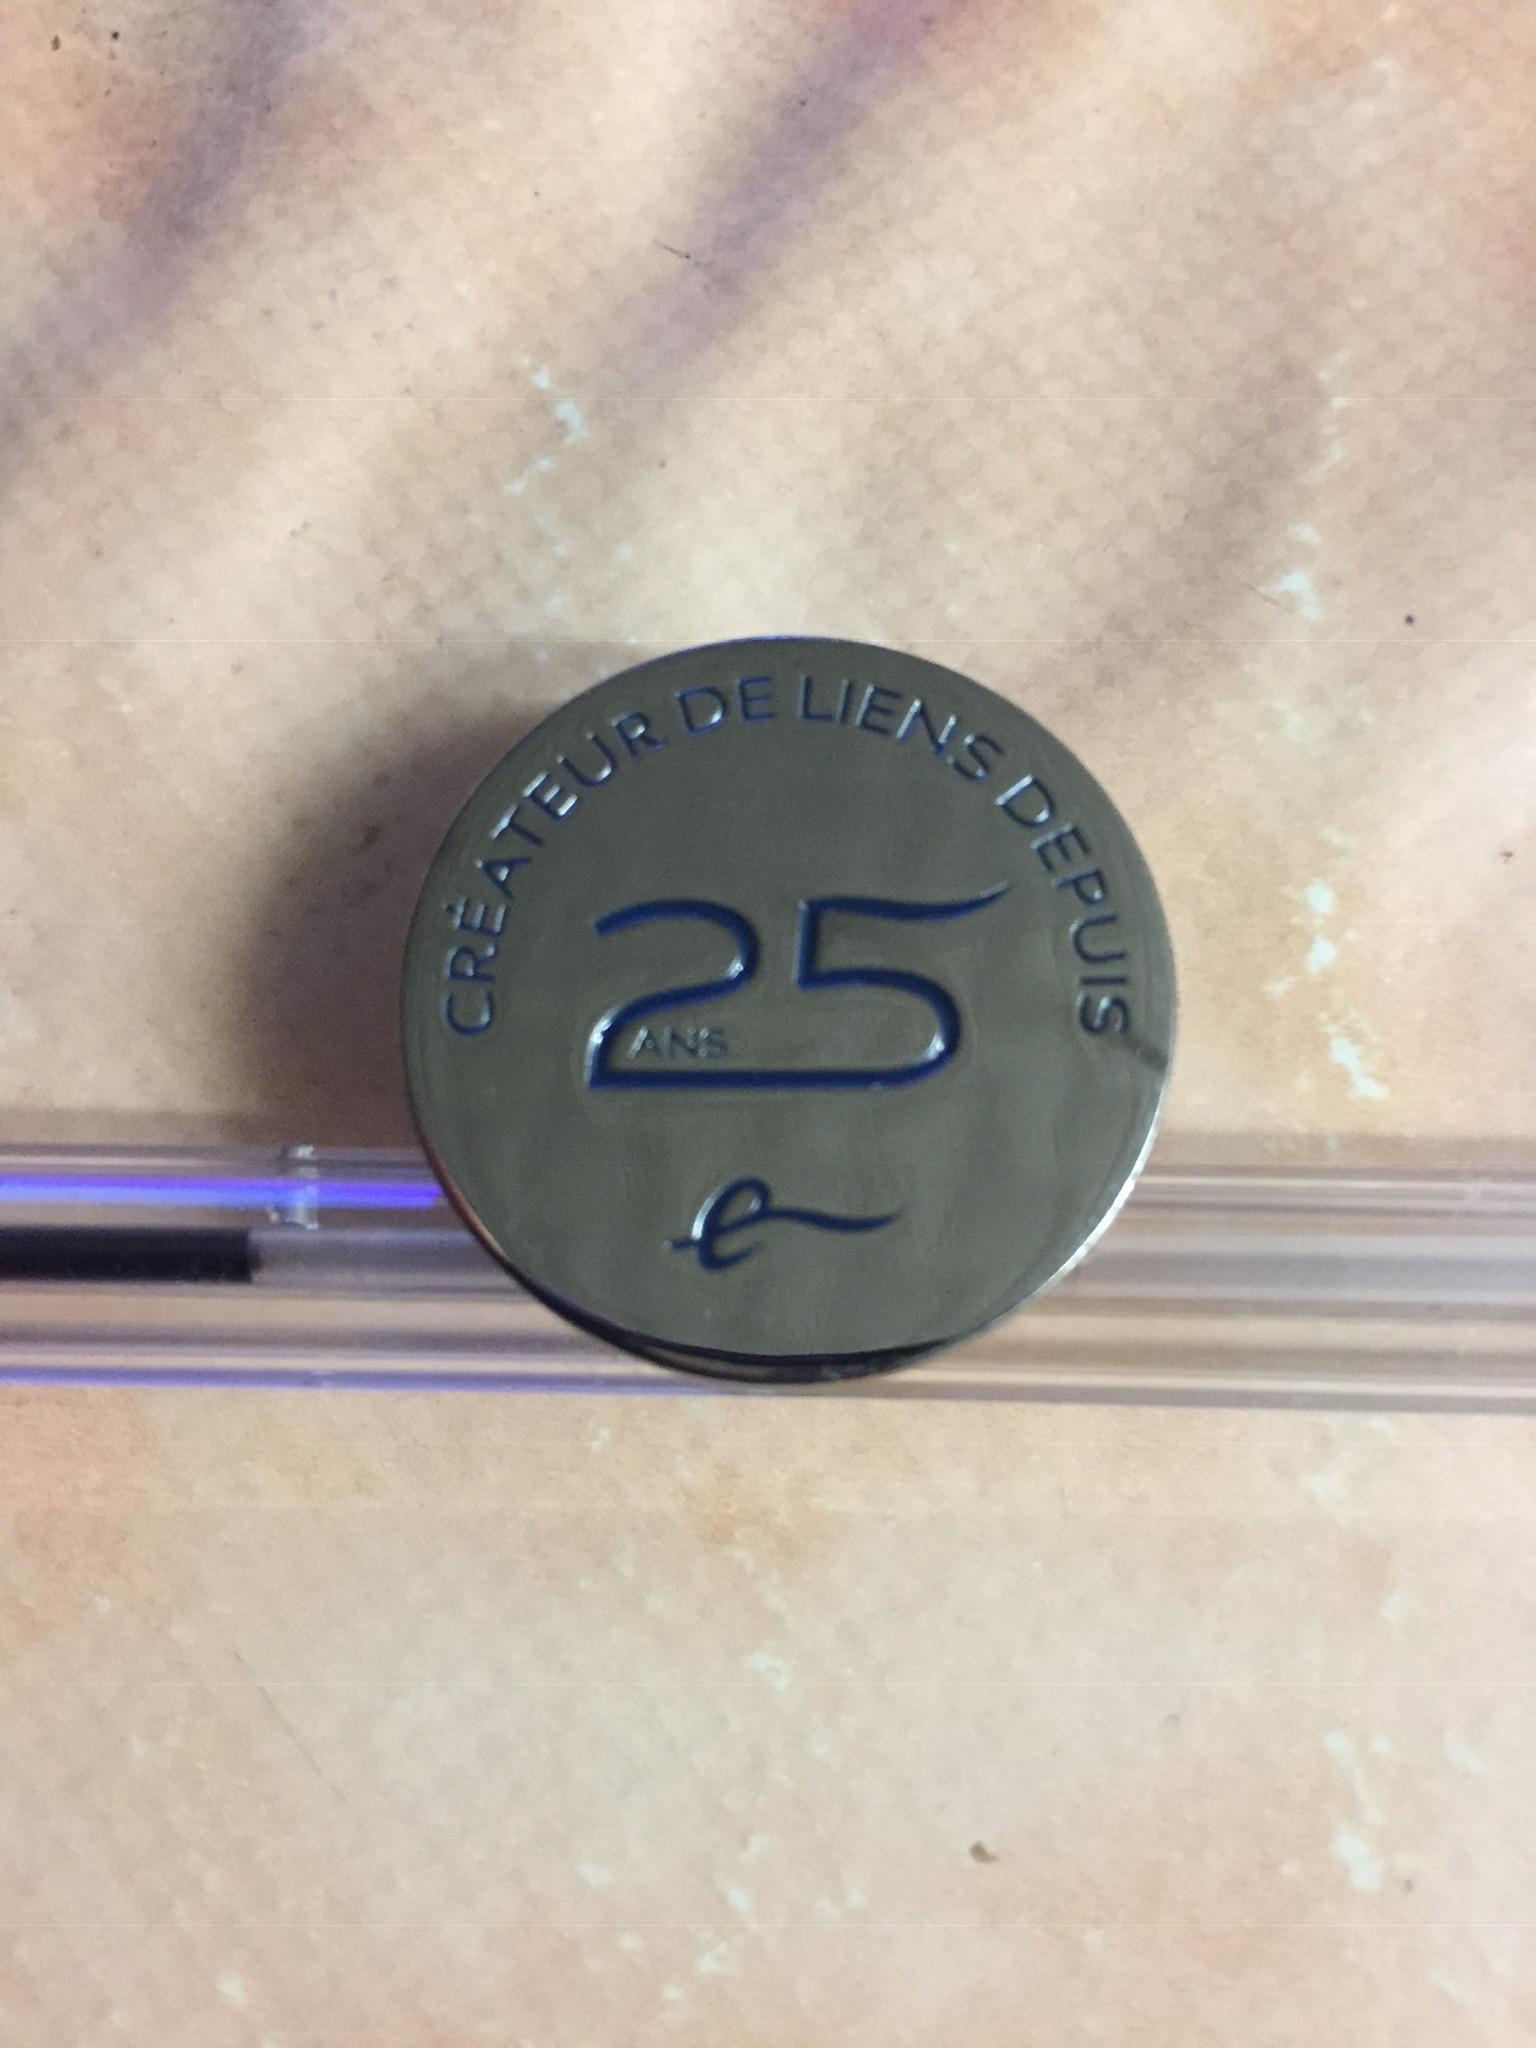 CRÉATEUR DE LIENS DEPUIS
25
ANS
e